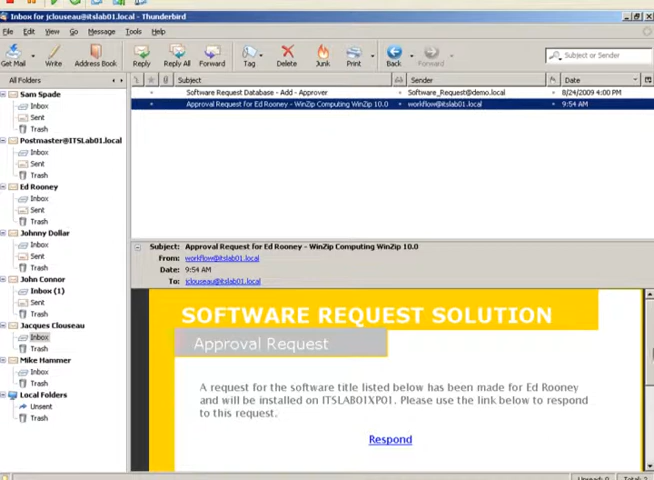 Inbox for jclouseau@itslab01.local - Thunderbird
File Edit View Go Message Tools Help
Get Mail Write Address Book Reply Reply All Forward Tag Delete Junk Print Back Forward Subject or Sender
All Folders Subject Sender Date
Sam Spade
Inbox
Sent
Trash
Postmaster@ITSLab01.local
Inbox
Sent
Trash
Ed Rooney
Inbox
Sent
Trash
Johnny Dollar
Inbox
Sent
Trash
John Connor
Inbox (1)
Sent
Trash
Jacques Clouseau
Inbox
Trash
Mike Hammer
Inbox
Trash
Local Folders
Unsent
Trash
Software Request Database - Add - Approver Software_Request@demo.local 8/24/2009 4:00 PM
Approval Request for Ed Rooney - WinZip Computing WinZip 10.0 workflow@itslab01.local 9:54 AM
Subject: Approval Request for Ed Rooney - WinZip Computing WinZip 10.0
From: workflow@itslab01.local
Date: 9:54 AM
To: jclouseau@itslab01.local
SOFTWARE REQUEST SOLUTION
Approval Request
A request for the software title listed below has been made for Ed Rooney
and will be installed on ITSLAB01XP01. Please use the link below to respond
to this request.
Respond